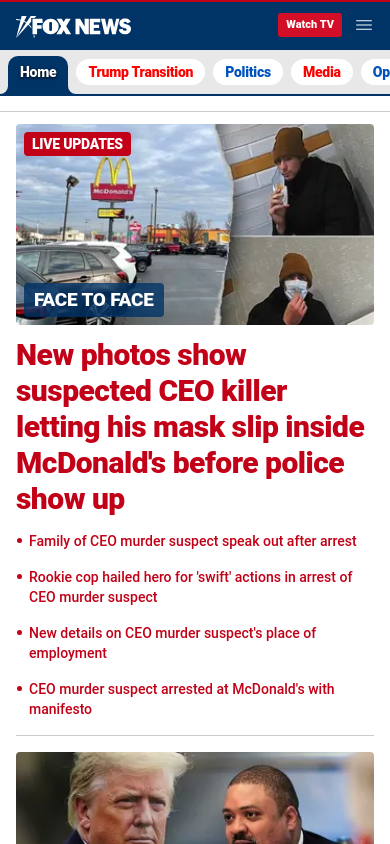 FOX NEWS
Watch TV
Home
Trump Transition
Politics
Media
Op
LIVE UPDATES
McDonald's
FACE TO FACE
New photos show
suspected CEO killer
letting his mask slip inside
McDonald's before police
show up
• Family of CEO murder suspect speak out after arrest
• Rookie cop hailed hero for 'swift' actions in arrest of
CEO murder suspect
• New details on CEO murder suspect's place of
employment
• CEO murder suspect arrested at McDonald's with
manifesto